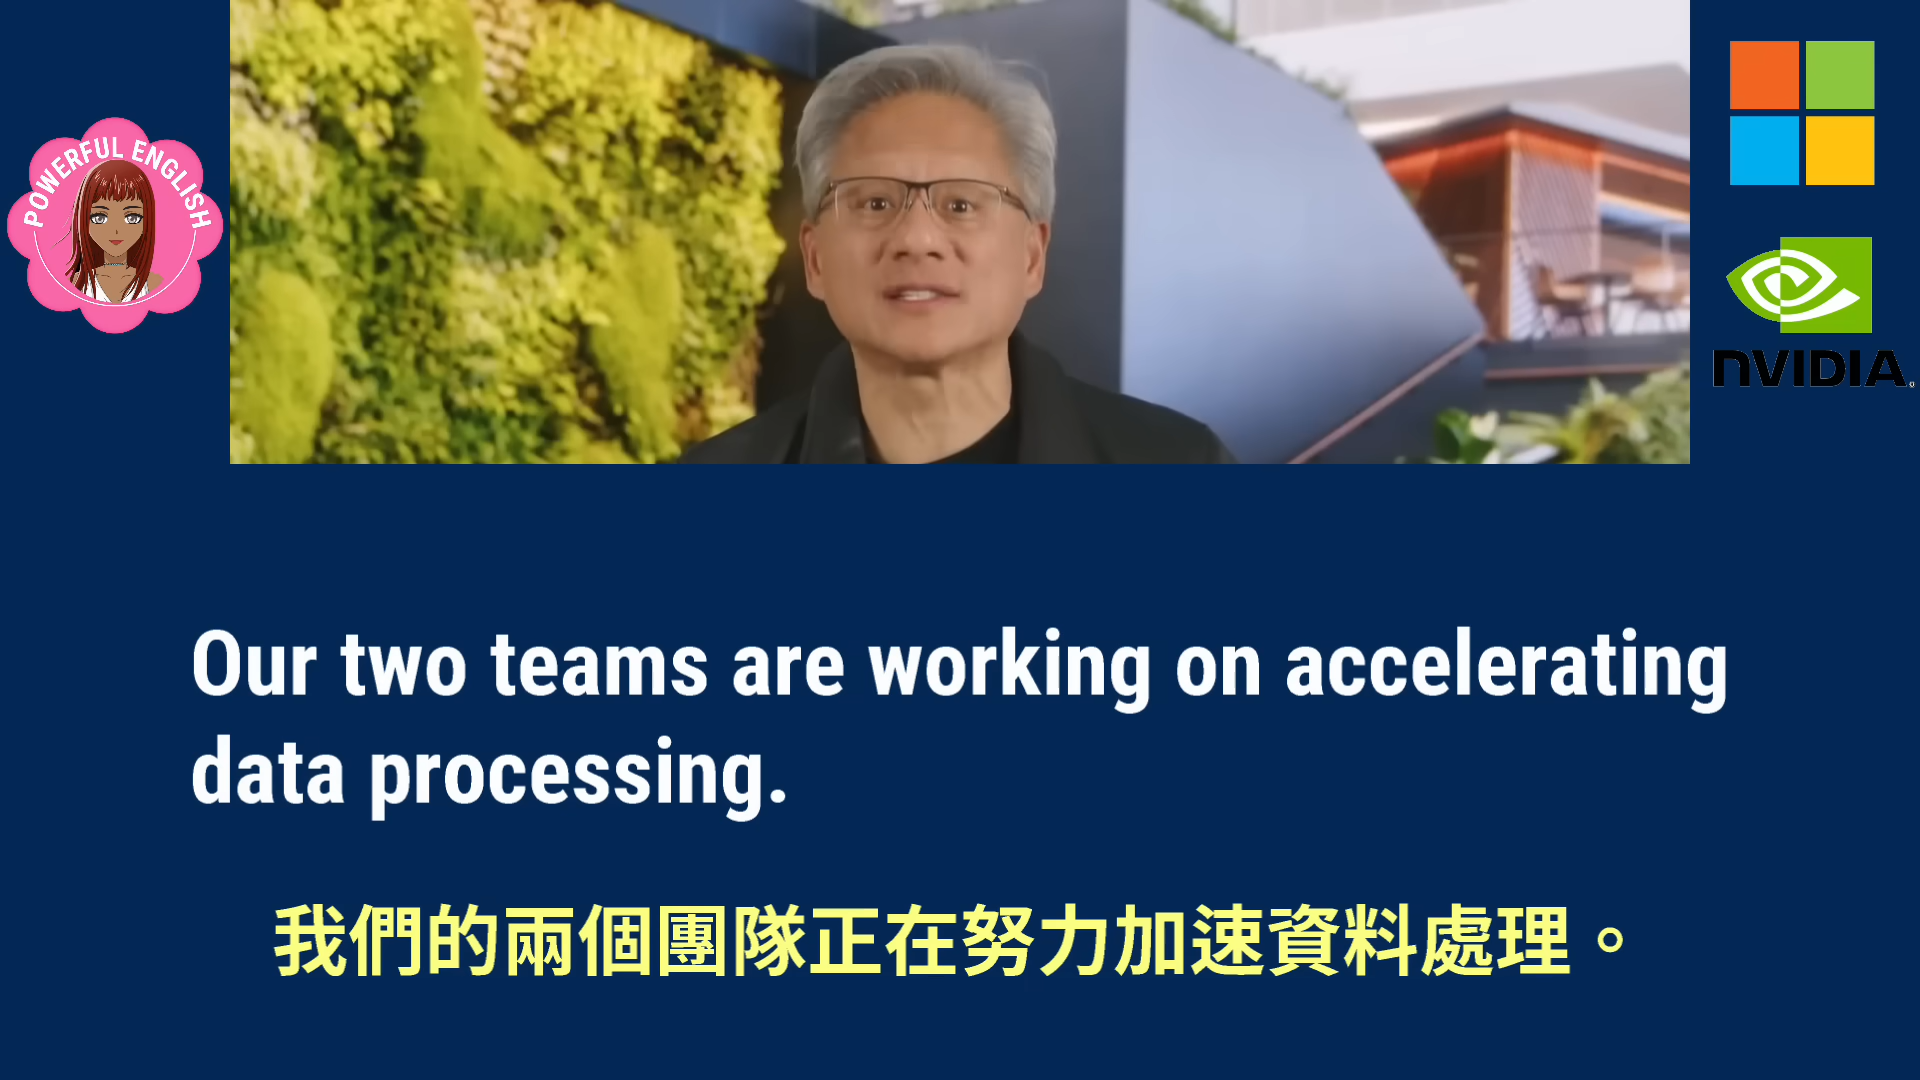 POWERFUL ENGLISH
NVIDIA
Our two teams are working on accelerating
data processing.
我們的兩個團隊正在努力加速資料處理。